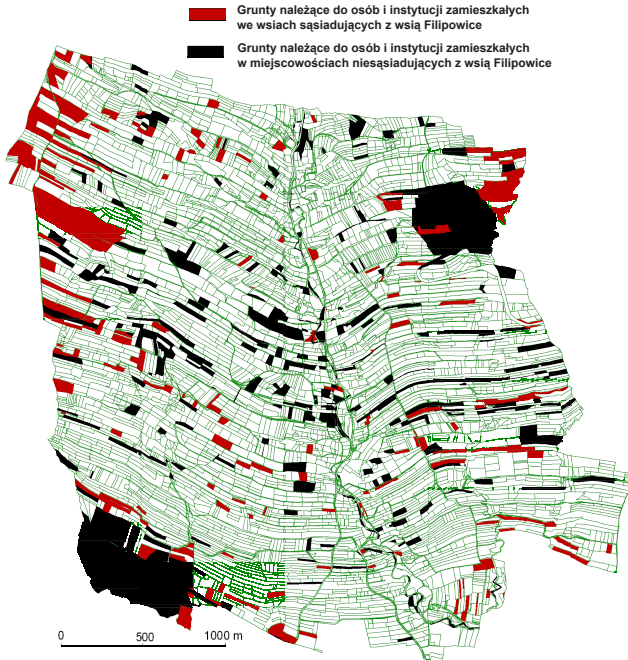 Grunty należące do osób i instytucji zamieszkałych
we wsiach sąsiadujących z wsią Filipowice
Grunty należące do osób i instytucji zamieszkałych
w miejscowościach niesąsiadujących z wsią Filipowice
0 500 1000 m